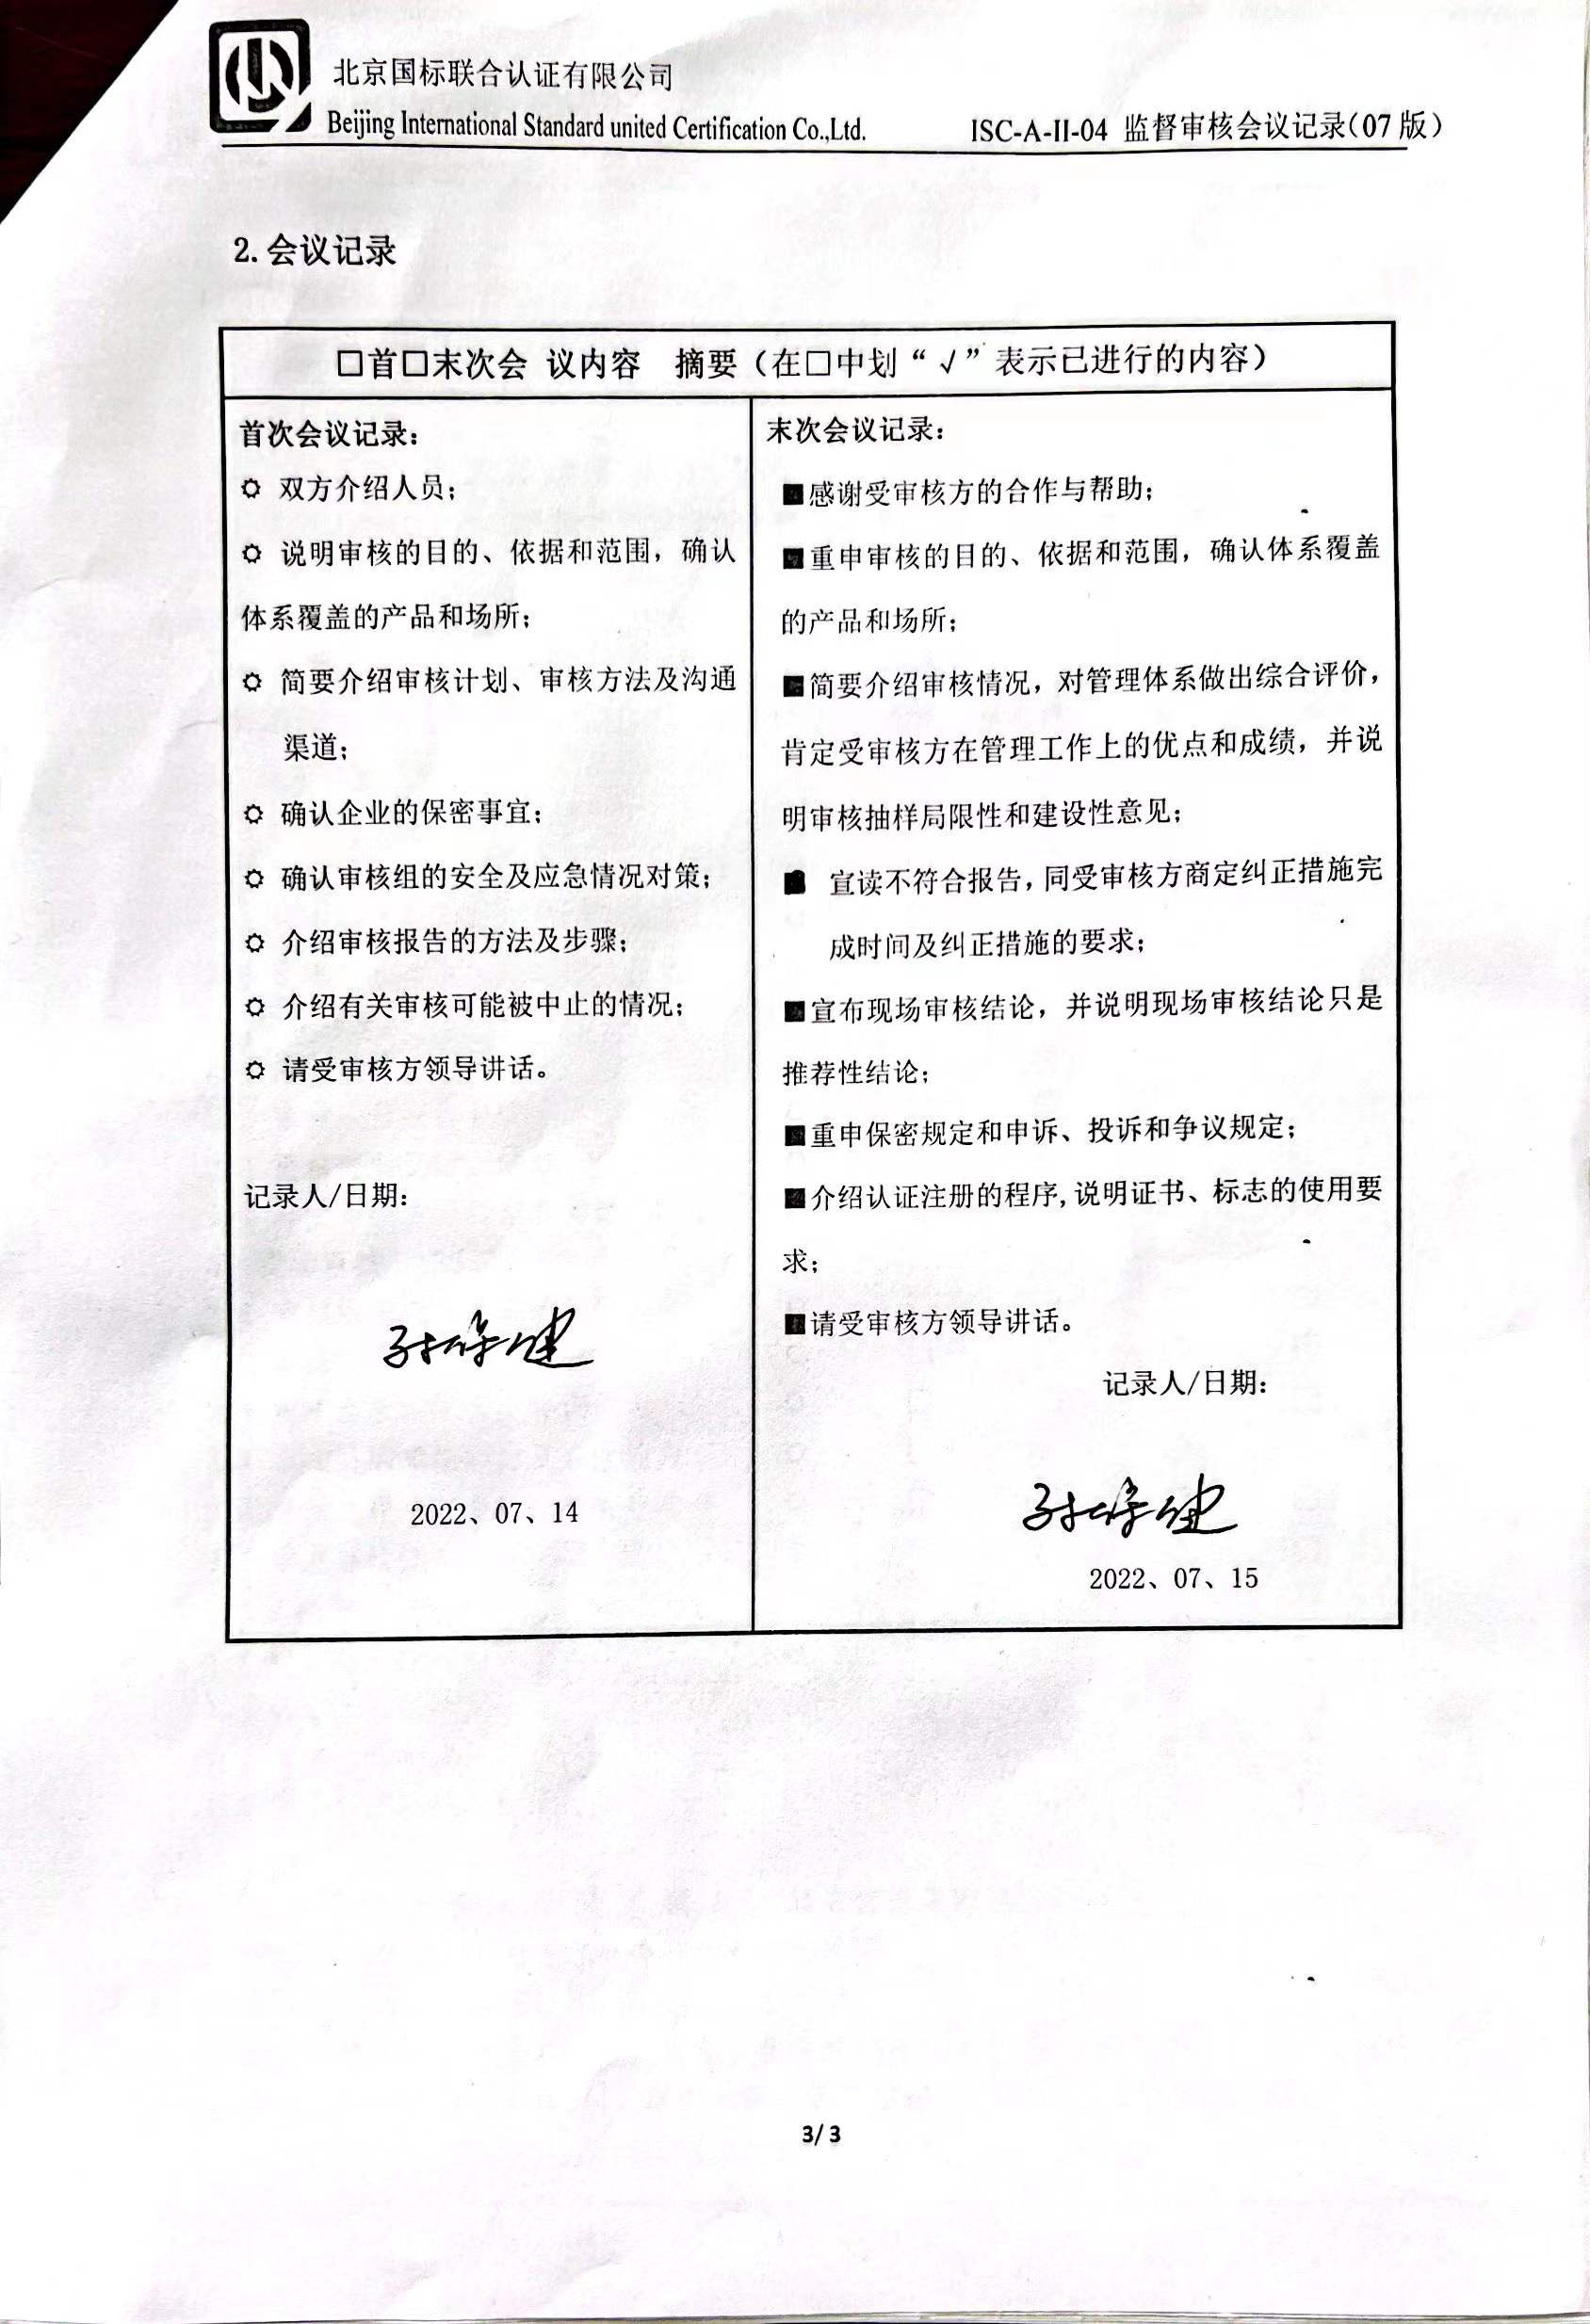 北京国标联合认证有限公司
Beijing International Standard united Certification Co.,Ltd.
ISC-A-II-04 监督审核会议记录(07版)
2.会议记录
□首□末次会 议内容 摘要（在□中划“√”表示已进行的内容）
首次会议记录：
双方介绍人员；
说明审核的目的、依据和范围，确认
体系覆盖的产品和场所；
简要介绍审核计划、审核方法及沟通
渠道；
确认企业的保密事宜；
确认审核组的安全及应急情况对策；
介绍审核报告的方法及步骤；
介绍有关审核可能被中止的情况；
请受审核方领导讲话。
记录人/日期：
2022、07、14
末次会议记录：
■感谢受审核方的合作与帮助；
■重申审核的目的、依据和范围，确认体系覆盖
的产品和场所；
■简要介绍审核情况，对管理体系做出综合评价，
肯定受审核方在管理工作上的优点和成绩，并说
明审核抽样局限性和建设性意见；
■ 宣读不符合报告，同受审核方商定纠正措施完
成时间及纠正措施的要求；
■宣布现场审核结论，并说明现场审核结论只是
推荐性结论；
■重申保密规定和申诉、投诉和争议规定；
■介绍认证注册的程序,说明证书、标志的使用要
求；
■请受审核方领导讲话。
记录人/日期：
2022、07、15
3/3